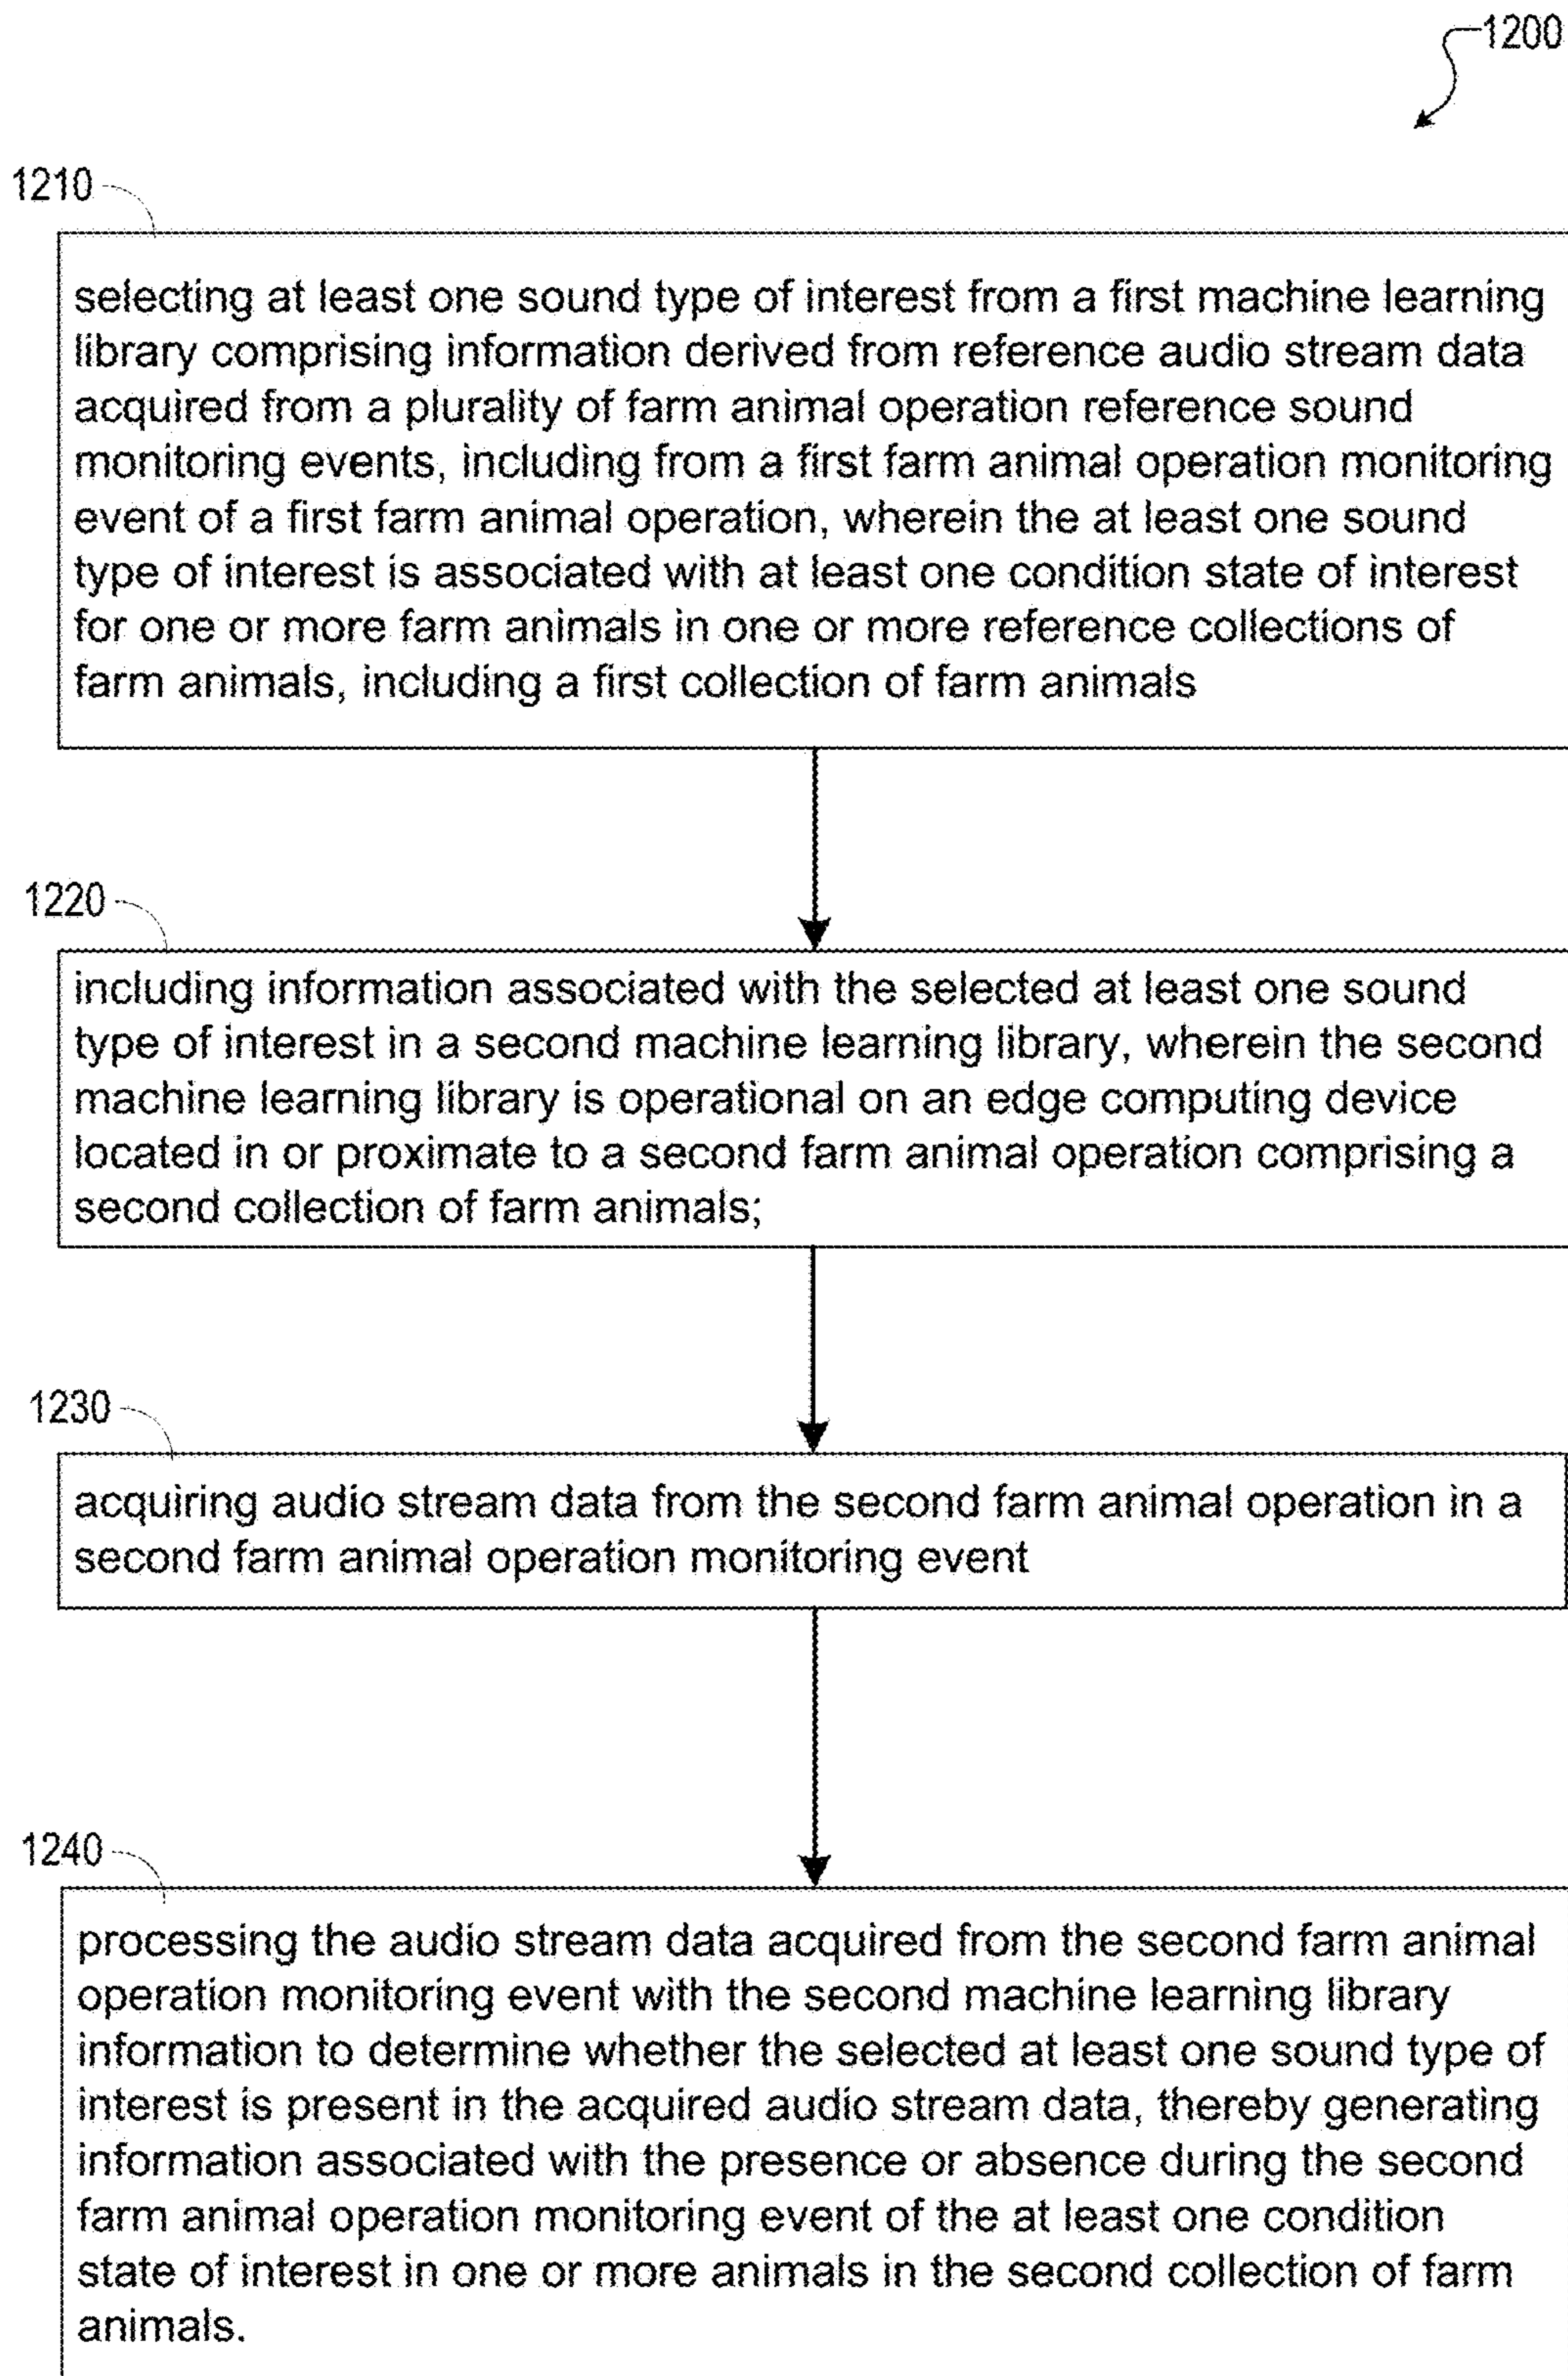 1200
1210
selecting at least one sound type of interest from a first machine learning
library comprising information derived from reference audio stream data
acquired from a plurality of farm animal operation reference sound
monitoring events, including from a first farm animal operation monitoring
event of a first farm animal operation, wherein the at least one sound
type of interest is associated with at least one condition state of interest
for one or more farm animals in one or more reference collections of
farm animals, including a first collection of farm animals
1220
including information associated with the selected at least one sound
type of interest in a second machine learning library, wherein the second
machine learning library is operational on an edge computing device
located in or proximate to a second farm animal operation comprising a
second collection of farm animals;
1230
acquiring audio stream data from the second farm animal operation in a
second farm animal operation monitoring event
1240
processing the audio stream data acquired from the second farm animal
operation monitoring event with the second machine learning library
information to determine whether the selected at least one sound type of
interest is present in the acquired audio stream data, thereby generating
information associated with the presence or absence during the second
farm animal operation monitoring event of the at least one condition
state of interest in one or more animals in the second collection of farm
animals.